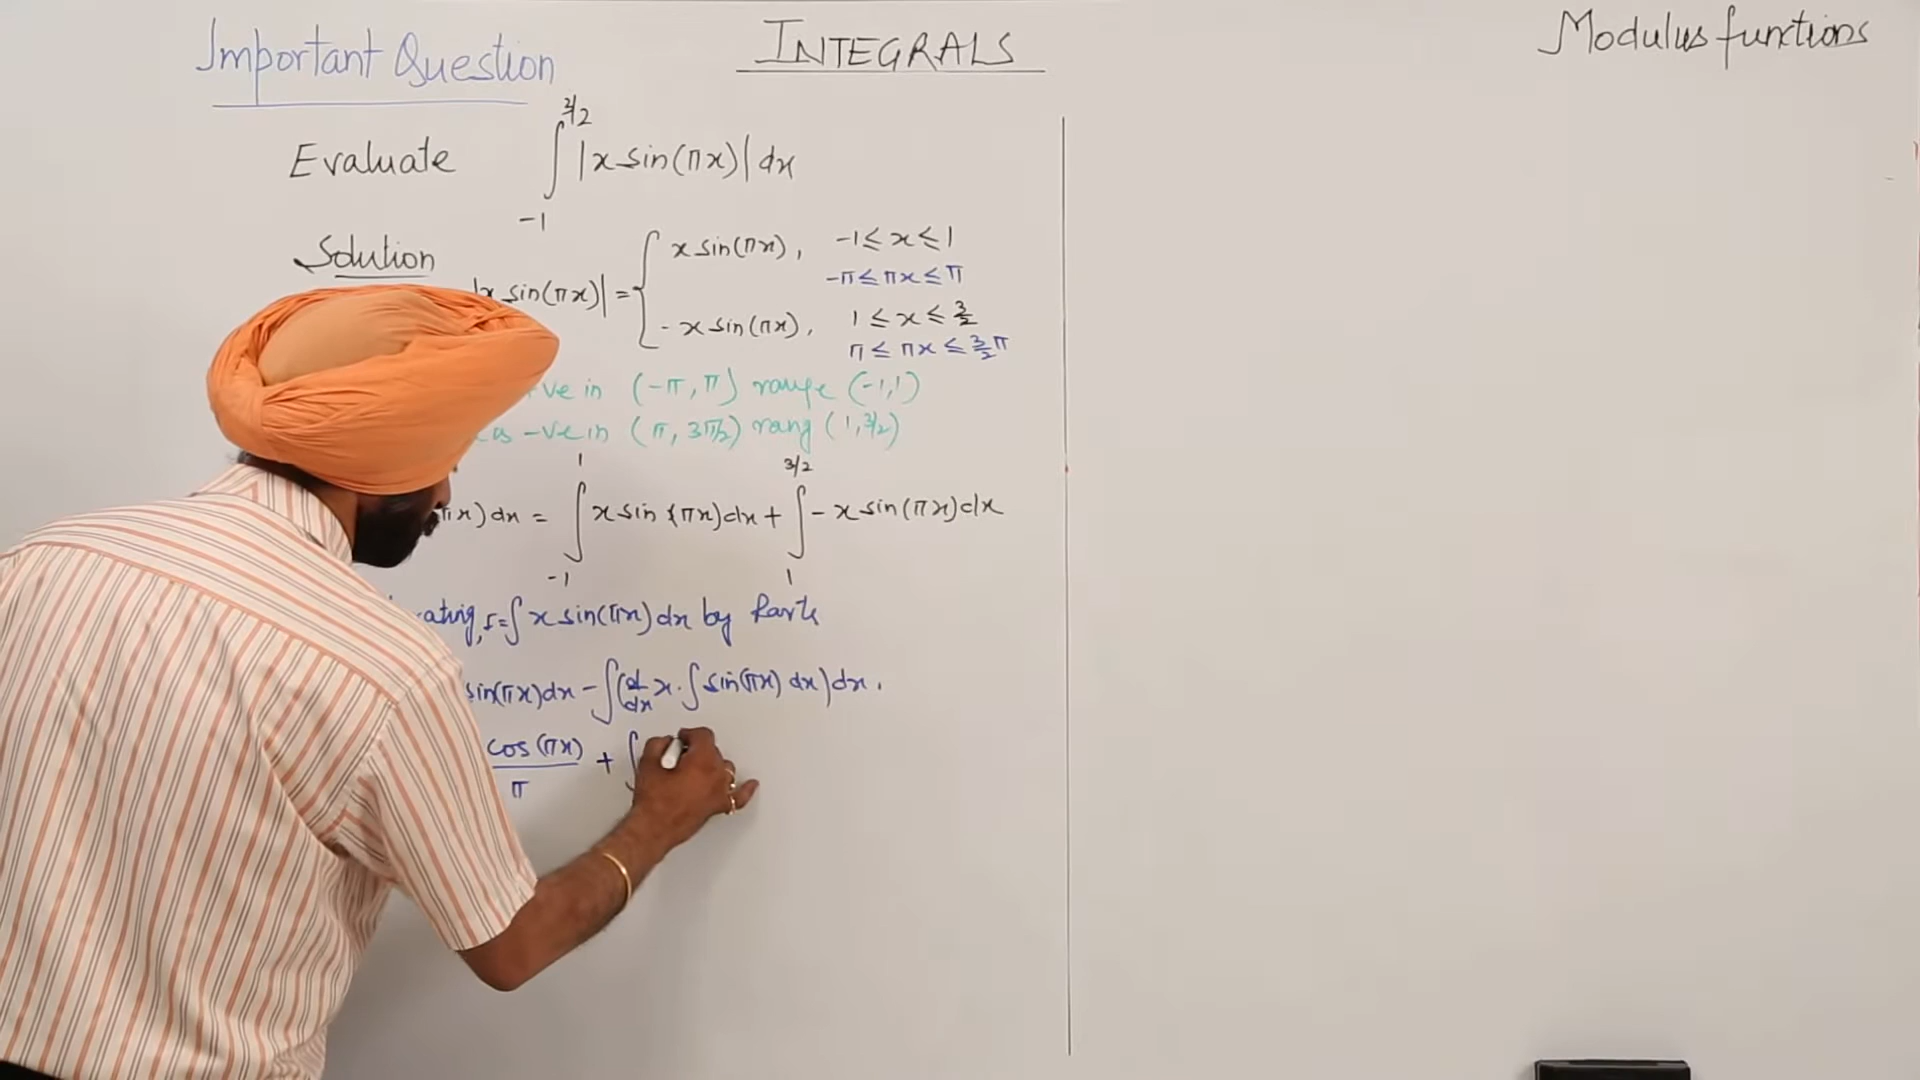 Important Question
INTEGRALS
Modulus functions
Evaluate ∫_{-1}^{3/2} |x sin(πx)| dx
Solution
|x sin(πx)| = { x sin(πx), -1 ≤ x ≤ 1
-π ≤ πx ≤ π
-x sin(πx), 1 ≤ x ≤ 3/2
π ≤ πx ≤ 3/2 π
+ve in (-π, π) range (-1,1)
-ve in (π, 3π/2) rang (1, 3/2)
πx) dx = ∫_{-1}^{1} x sin (πx) dx + ∫_{1}^{3/2} - x sin(πx) dx
I = ∫ x sin(πx) dx by Parts
sin(πx) dx - ∫(d/dx x . ∫ sin(πx) dx) dx .
cos(πx)/π + ∫